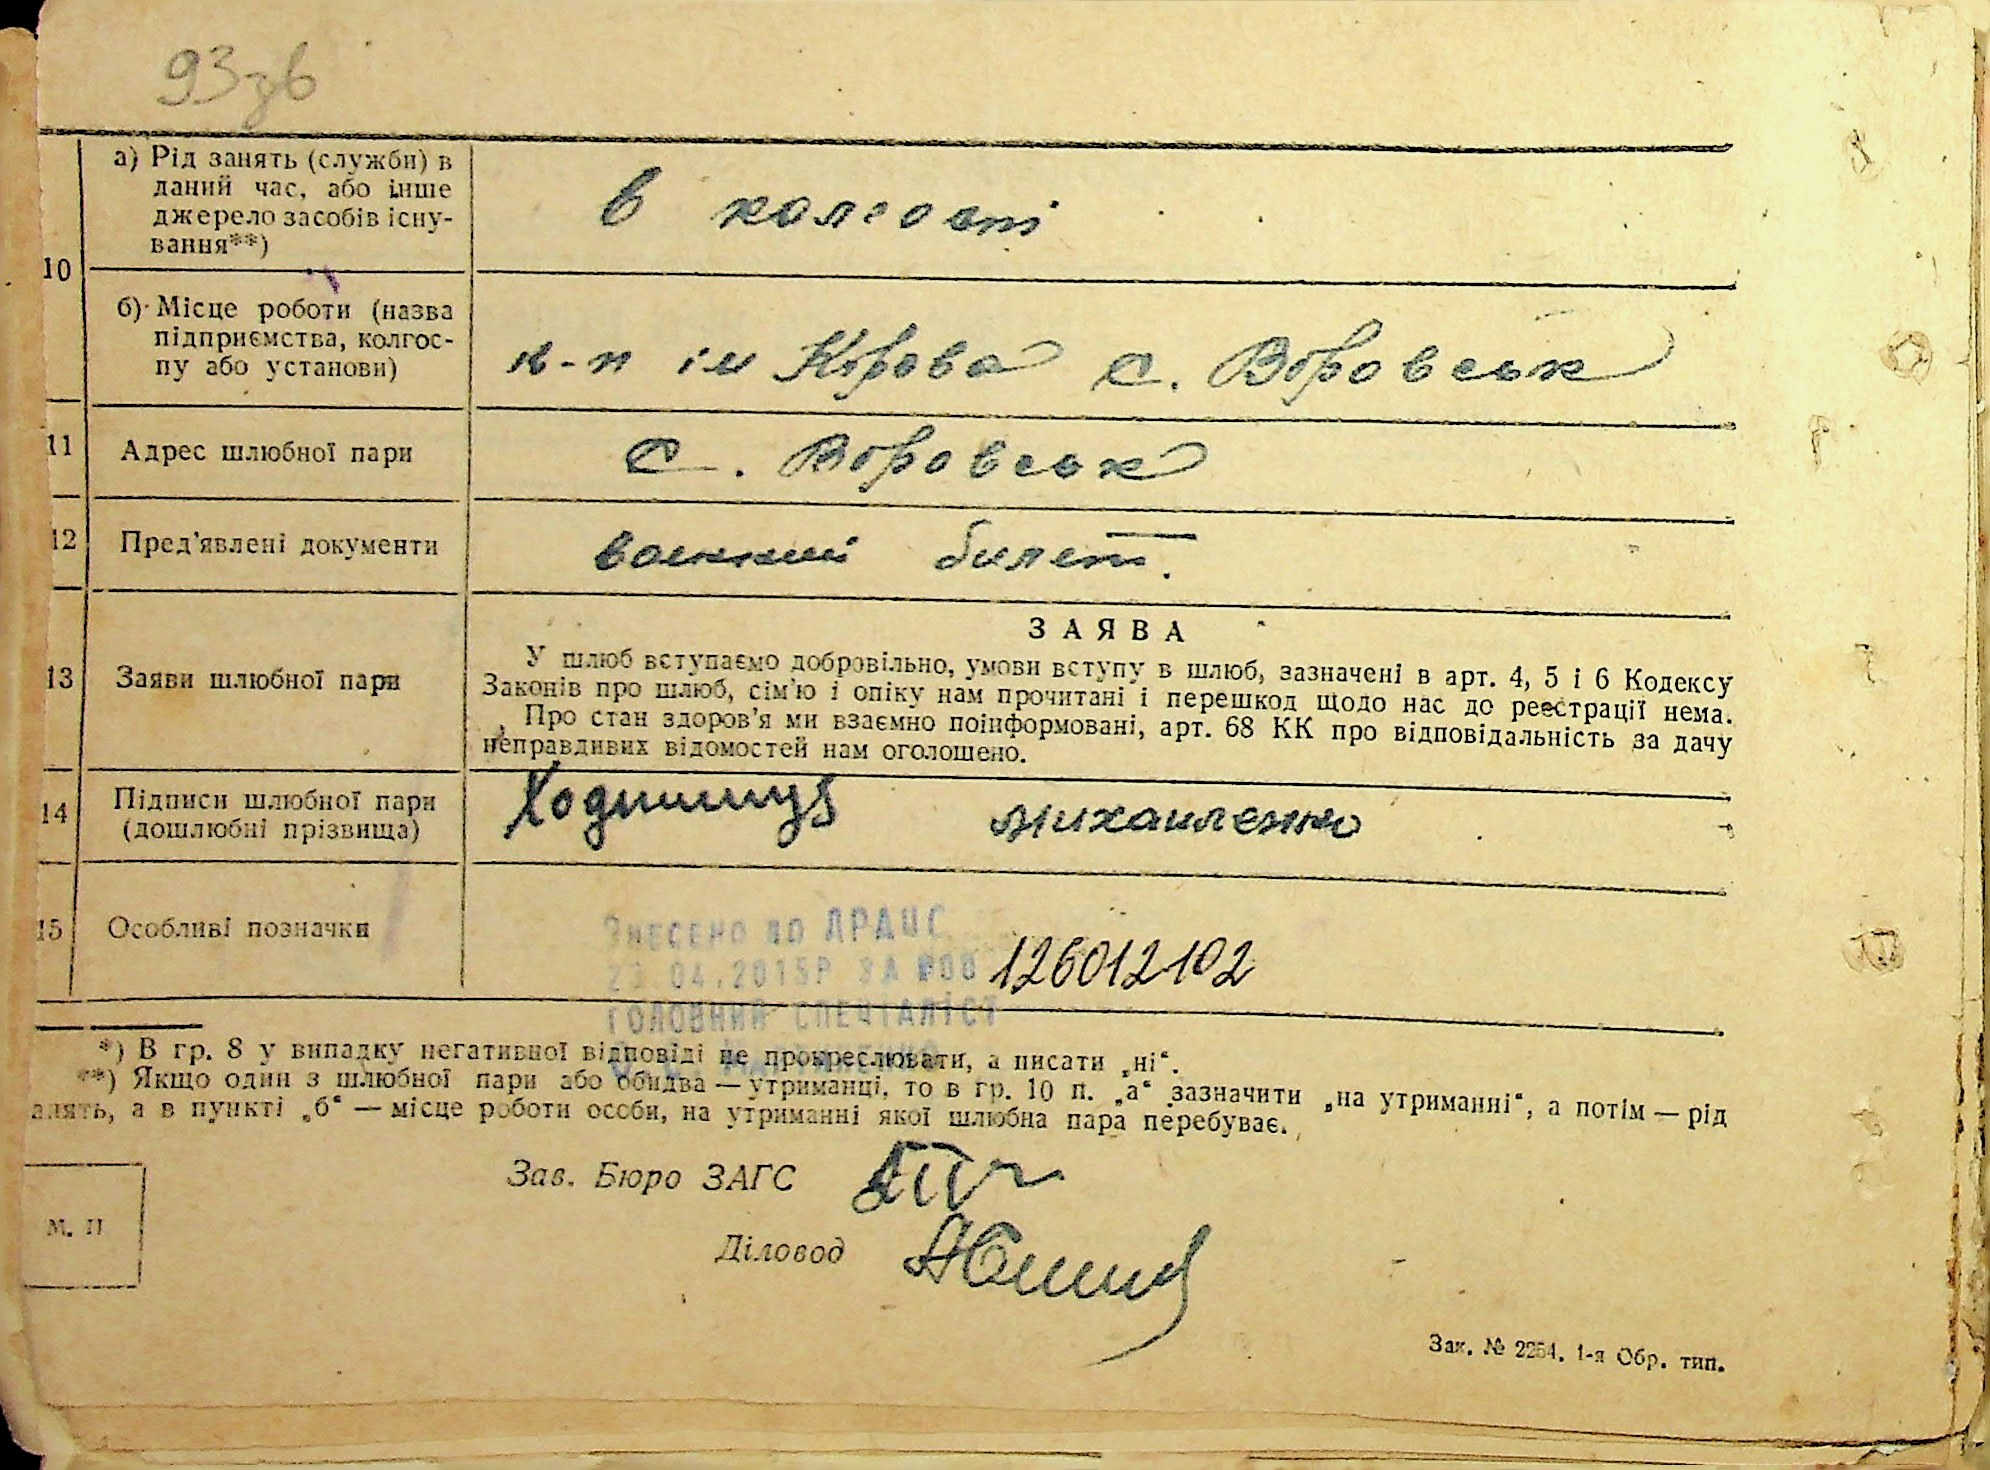 93зв
10
а) Рід занять (служби) в
даний час, або інше
джерело засобів існу-
вання**)
в колгоспі
б) Місце роботи (назва
підприємства, колгос-
пу або установи)
к-п ім Кірова с. Воровськ
11
Адрес шлюбної пари
с. Воровськ
12
Пред'явлені документи
военний билет.
13
Заяви шлюбної пари
ЗАЯВА
У шлюб вступаємо добровільно, умови вступу в шлюб, зазначені в арт. 4, 5 і 6 Кодексу
Законів про шлюб, сім'ю і опіку нам прочитані і перешкод щодо нас до реєстрації нема.
Про стан здоров'я ми взаємно поінформовані, арт. 68 КК про відповідальність за дачу
неправдивих відомостей нам оголошено.
14
Підписи шлюбної пари
(дошлюбні прізвища)
михаиленко
15
Особливі позначки
ВНЕСЕНО ДО ДРАЦС
23.04.2015Р ЗА №00 126012102
ГОЛОВНИЙ СПЕЦІАЛІСТ
*) В гр. 8 у випадку негативної відповіді не прокреслювати, а писати „ні“.
**) Якщо один з шлюбної пари або обидва — утриманці, то в гр. 10 п. „а“ зазначити „на утриманні“, а потім — рід
анять, а в пункті „б“ — місце роботи особи, на утриманні якої шлюбна пара перебуває.
Зав. Бюро ЗАГС
М. П
Діловод
Зак. № 2254. 1-я Обр. тип.